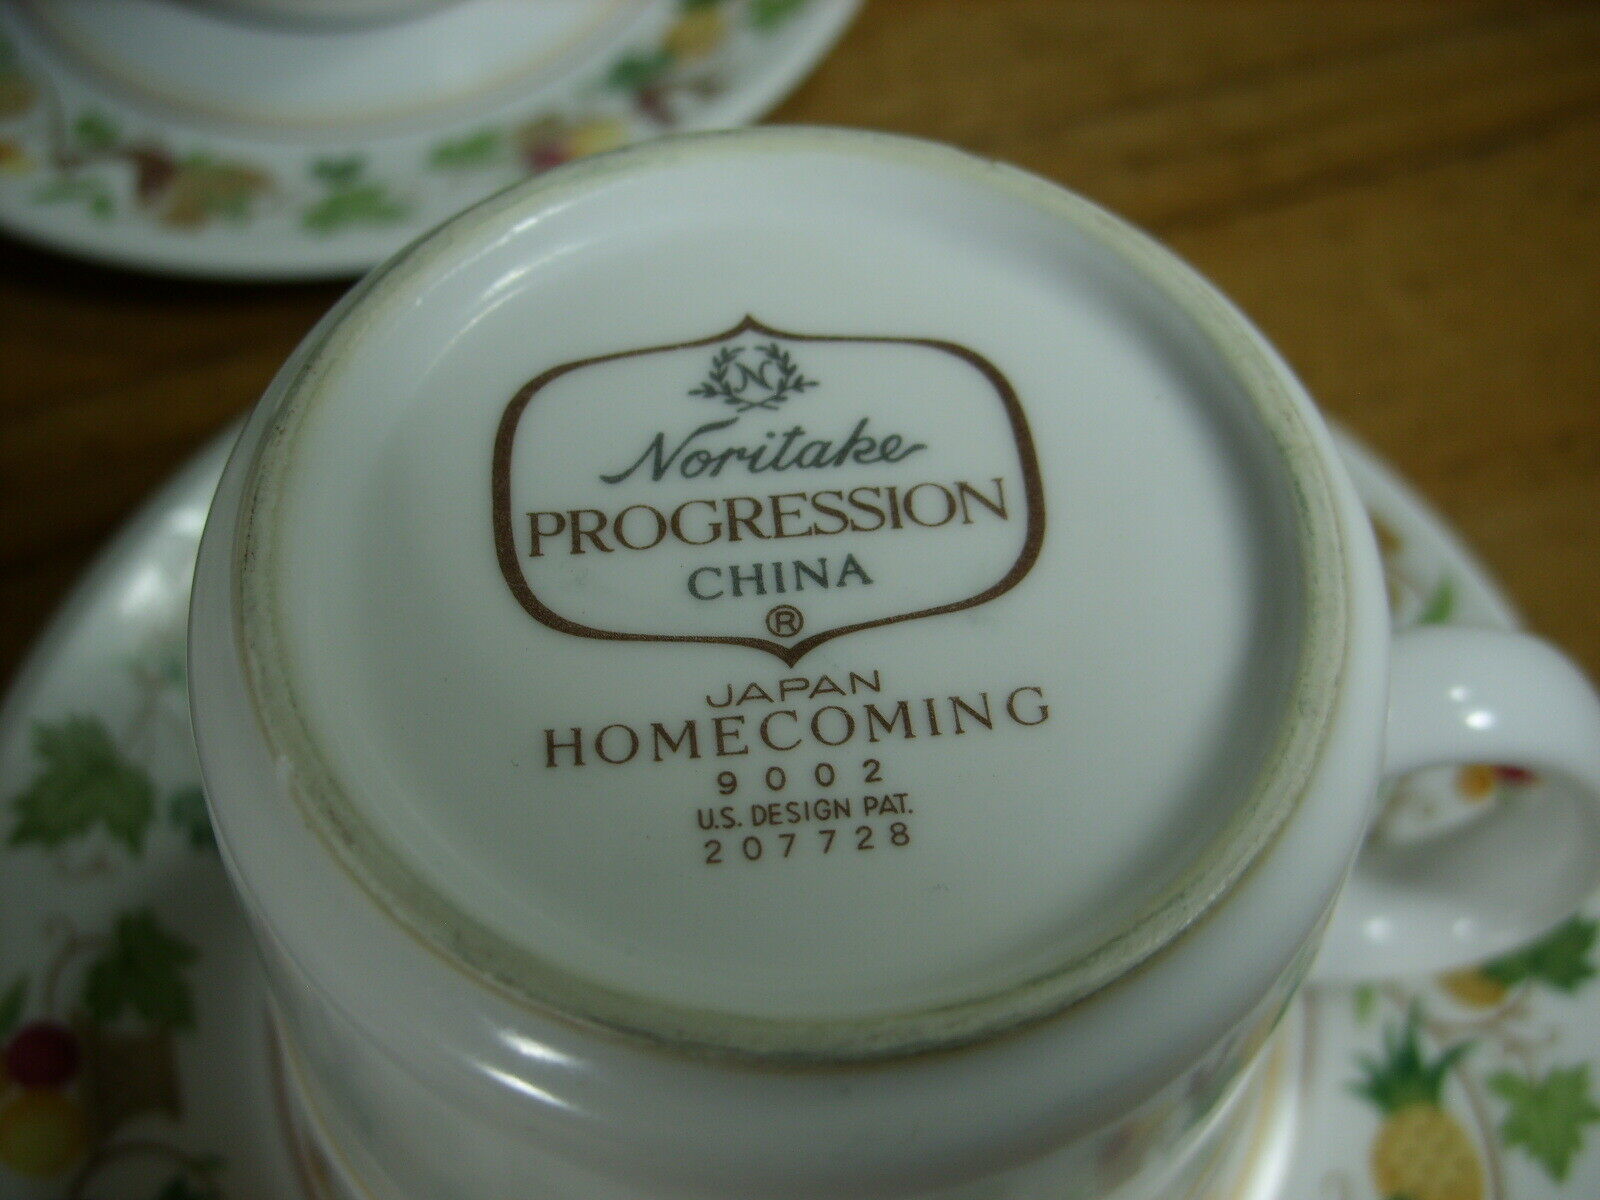 N
Noritake
PROGRESSION
CHINA
®
JAPAN
HOMECOMING
9002
U.S. DESIGN PAT.
207728